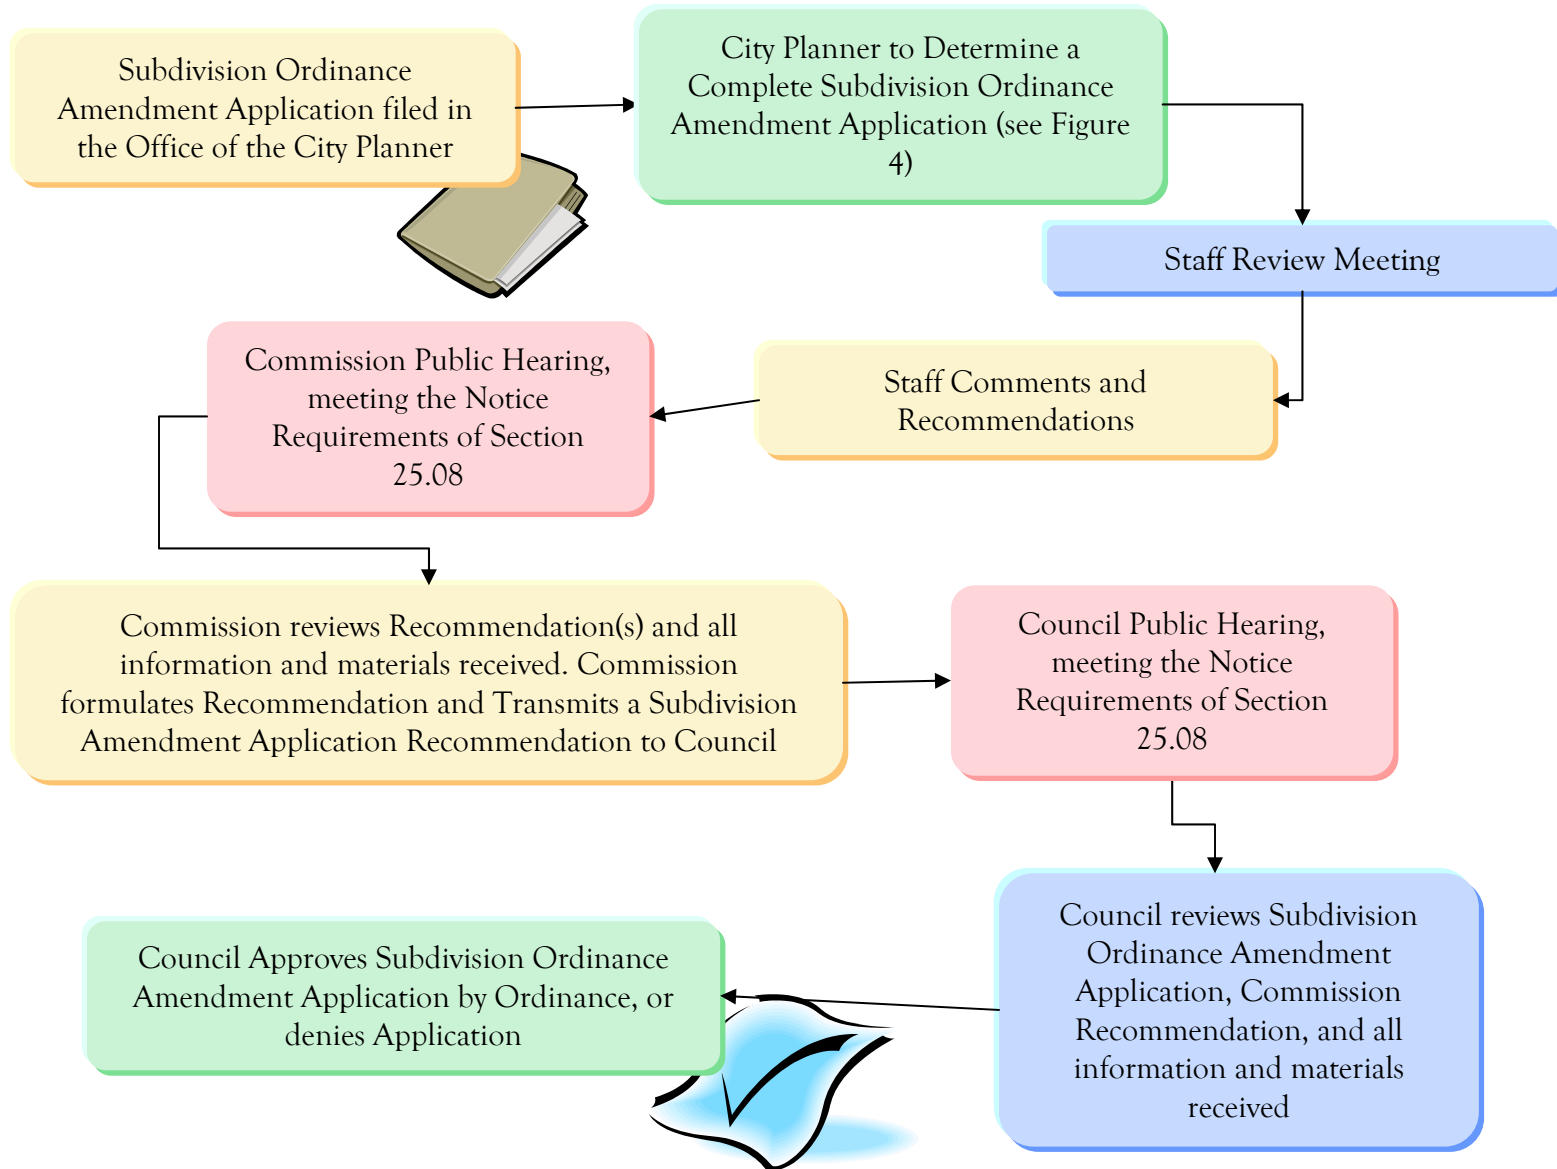 Subdivision Ordinance
Amendment Application filed in
the Office of the City Planner
City Planner to Determine a
Complete Subdivision Ordinance
Amendment Application (see Figure
4)
Staff Review Meeting
Staff Comments and
Recommendations
Commission Public Hearing,
meeting the Notice
Requirements of Section
25.08
Commission reviews Recommendation(s) and all
information and materials received. Commission
formulates Recommendation and Transmits a Subdivision
Amendment Application Recommendation to Council
Council Public Hearing,
meeting the Notice
Requirements of Section
25.08
Council reviews Subdivision
Ordinance Amendment
Application, Commission
Recommendation, and all
information and materials
received
Council Approves Subdivision Ordinance
Amendment Application by Ordinance, or
denies Application